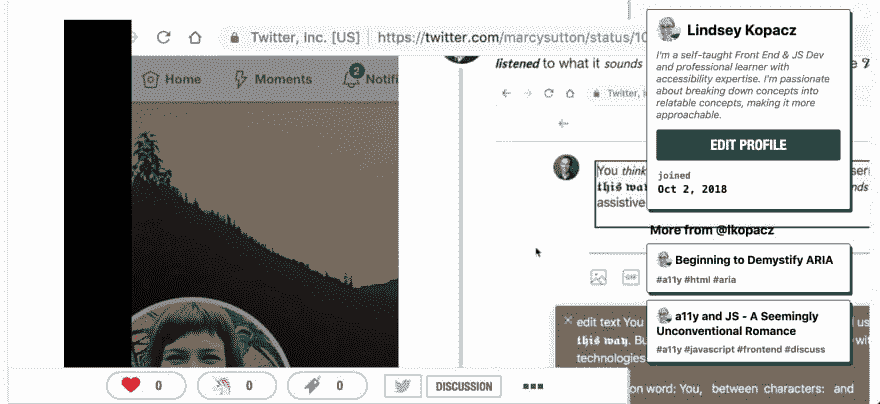 Twitter, Inc. [US] https://twitter.com/marcysutton/status/10
Home
Moments
2
Notifi
listened to what it sounds
Twitter, i
You think
this way
assistive
GIF
edit text You
this way. Bu
technologies
on word: You, between characters: and
Lindsey Kopacz
I'm a self-taught Front End & JS Dev
and professional learner with
accessibility expertise. I'm passionate
about breaking down concepts into
relatable concepts, making it more
approachable.
EDIT PROFILE
joined
Oct 2, 2018
More from @lkopacz
Beginning to Demystify ARIA
#a11y #html #aria
a11y and JS - A Seemingly
Unconventional Romance
#a11y #javascript #frontend #discuss
0
0
0
DISCUSSION